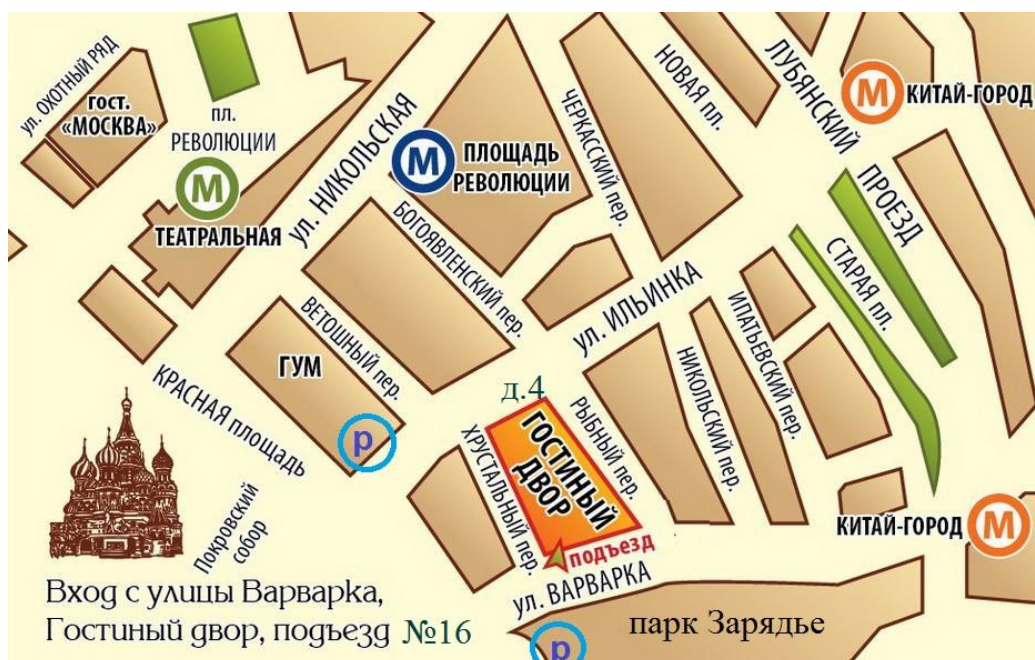 ул. ОХОТНЫЙ РЯД
ГОСТ.
«МОСКВА»
пл.
РЕВОЛЮЦИИ
М
ТЕАТРАЛЬНАЯ
ул. НИКОЛЬСКАЯ
М
ПЛОЩАДЬ
РЕВОЛЮЦИИ
БОГОЯВЛЕНСКИЙ пер.
ЧЕРКАССКИЙ пер.
НОВАЯ пл.
ЛУБЯНСКИЙ
ПРОЕЗД
М
КИТАЙ-ГОРОД
СТАРАЯ пл.
ул. ИЛЬИНКА
ИПАТЬЕВСКИЙ пер.
НИКОЛЬСКИЙ пер.
ВЕТОШНЫЙ пер.
ГУМ
р
КРАСНАЯ площадь
Покровский
собор
д.4
ГОСТИНЫЙ
ДВОР
РЫБНЫЙ пер.
ХРУСТАЛЬНЫЙ пер.
подъезд
ул. ВАРВАРКА
КИТАЙ-ГОРОД
М
парк Зарядье
р
Вход с улицы Варварка,
Гостиный двор, подъезд №16